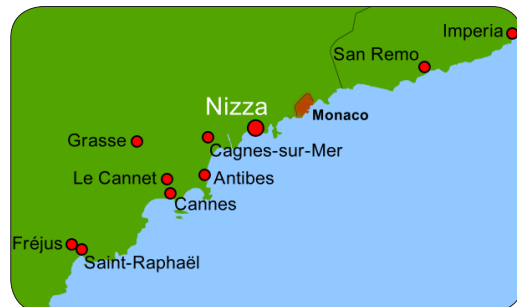 Imperia
San Remo
Nizza
Monaco
Grasse
Cagnes-sur-Mer
Le Cannet
Antibes
Cannes
Fréjus
Saint-Raphaël